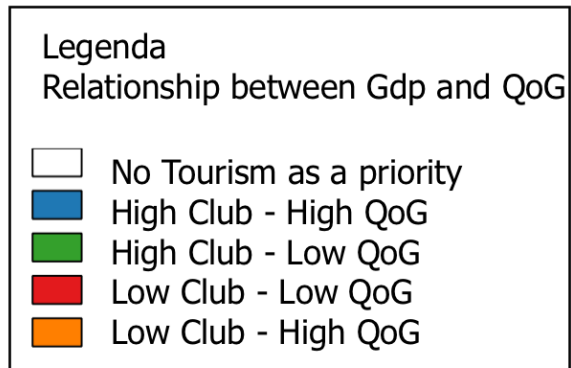 Legenda
Relationship between Gdp and QoG
No Tourism as a priority
High Club - High QoG
High Club - Low QoG
Low Club - Low QoG
Low Club - High QoG